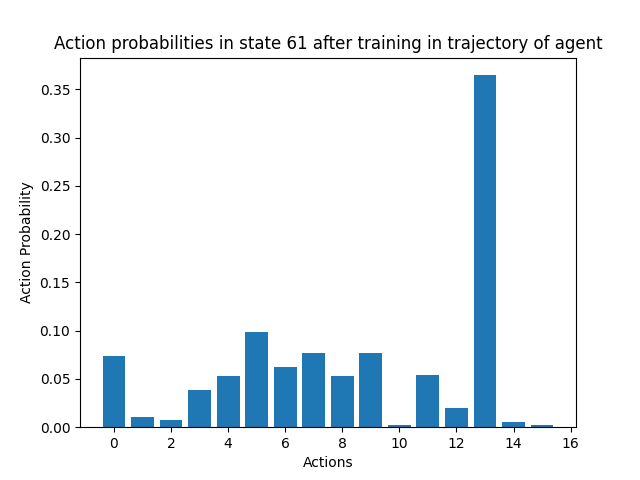 Action probabilities in state 61 after training in trajectory of agent
0.35
0.30
0.25
0.20
0.15
0.10
0.05
0.00
Action Probability
0 2 4 6 8 10 12 14 16
Actions